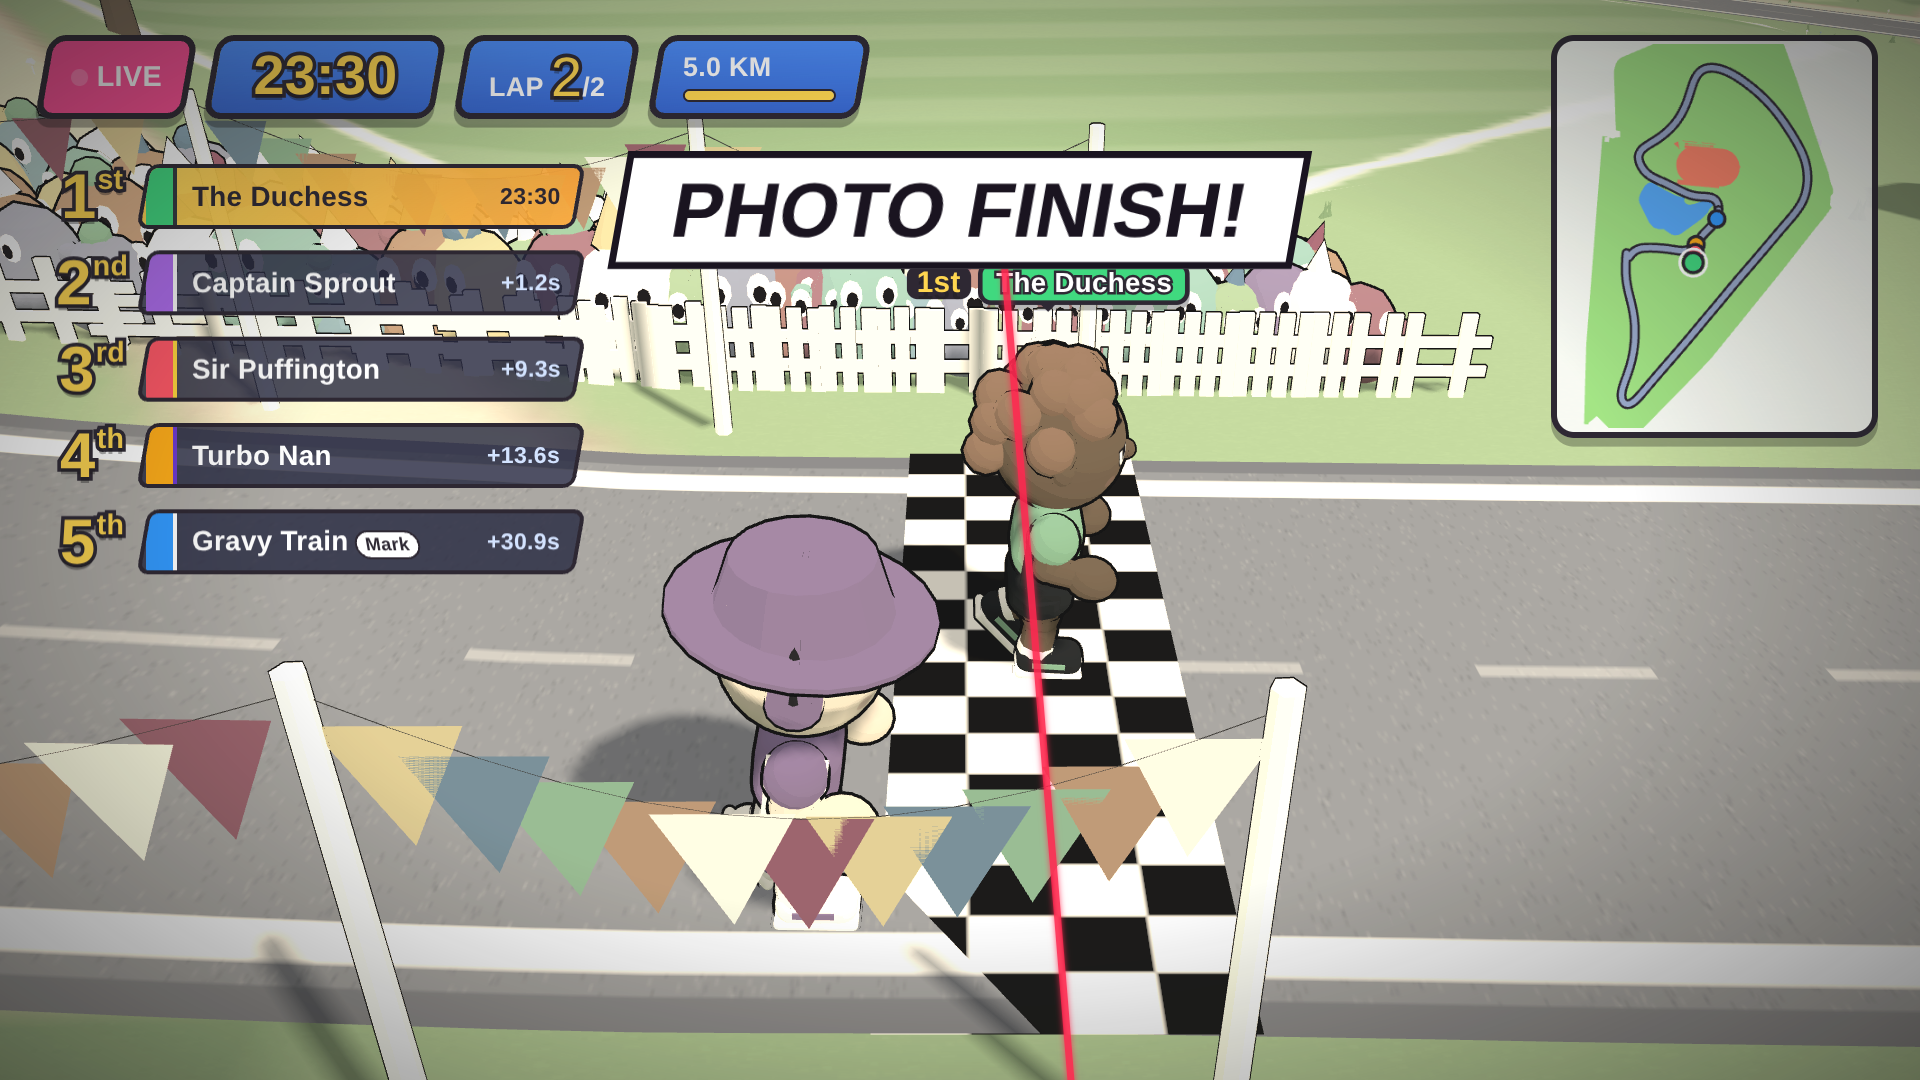 LIVE
23:30
LAP 2/2
5.0 KM
PHOTO FINISH!
1st The Duchess 23:30
2nd Captain Sprout +1.2s
3rd Sir Puffington +9.3s
4th Turbo Nan +13.6s
5th Gravy Train Mark +30.9s
1st The Duchess